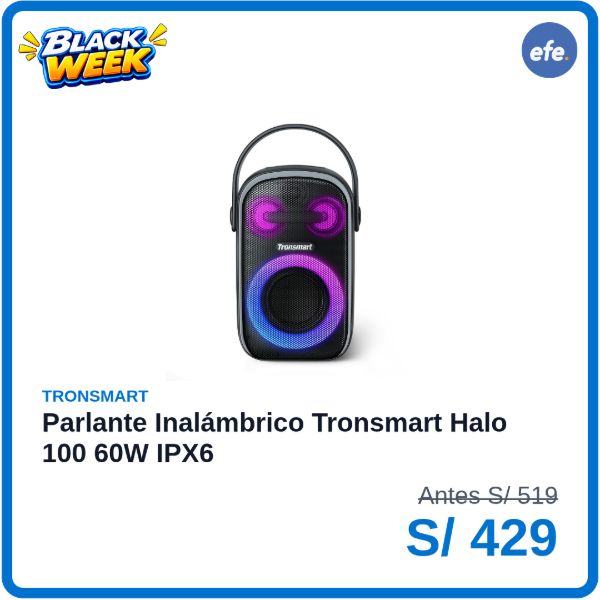 BLACK
WEEK
efe.
Tronsmart
TRONSMART
Parlante Inalámbrico Tronsmart Halo
100 60W IPX6
Antes S/ 519
S/ 429